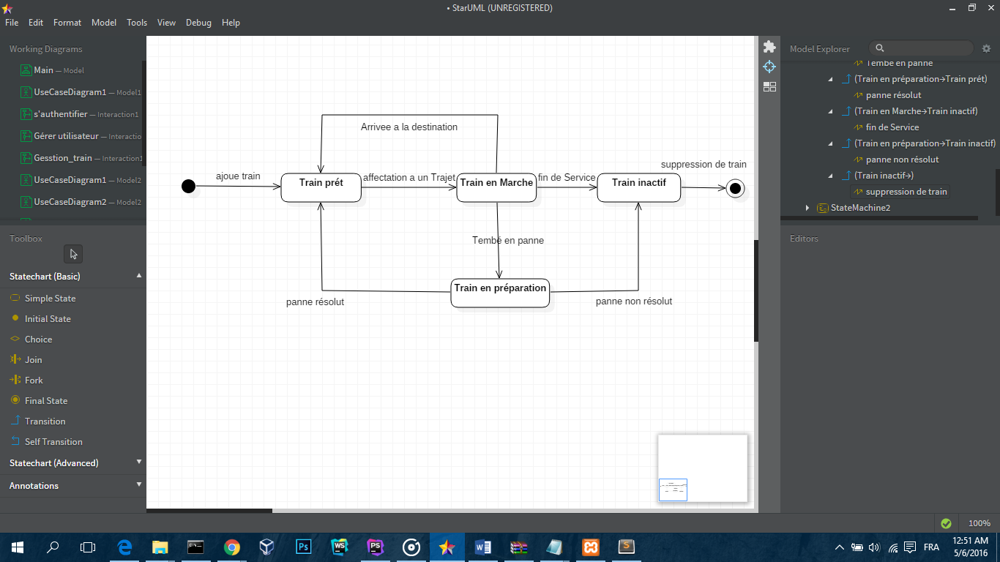 • StarUML (UNREGISTERED)
File Edit Format Model Tools View Debug Help
Working Diagrams
Main — Model
UseCaseDiagram1 — Model1
s'authentifier — Interaction1
Gérer utilisateur — Interactio
Gesstion_train — Interaction1
UseCaseDiagram1 — Model2
UseCaseDiagram2 — Model2
Toolbox
Statechart (Basic)
Simple State
Initial State
Choice
Join
Fork
Final State
Transition
Self Transition
Statechart (Advanced)
Annotations
Arrivee a la destination
suppression de train
ajoue train
Train prét
affectation a un Trajet
Train en Marche
fin de Service
Train inactif
Tembé en panne
Train en préparation
panne résolut
panne non résolut
Model Explorer
Tembé en panne
(Train en préparation→Train prét)
panne résolut
(Train en Marche→Train inactif)
fin de Service
(Train en préparation→Train inactif)
panne non résolut
(Train inactif→)
suppression de train
StateMachine2
Editors
100%
Ps
WS
PS
W
S
FRA
12:51 AM
5/6/2016